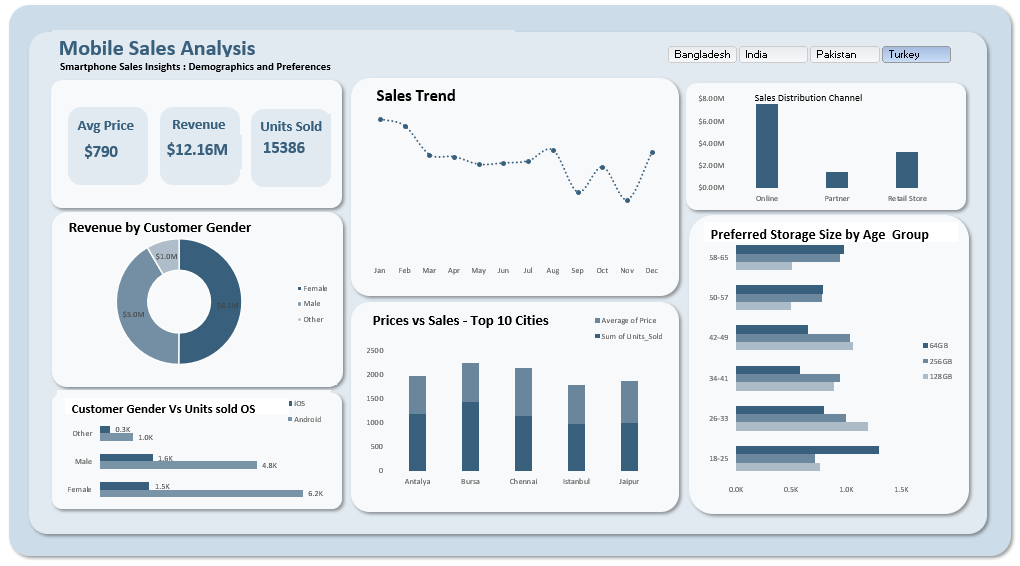 Mobile Sales Analysis
Smartphone Sales Insights : Demographics and Preferences
Bangladesh India Pakistan Turkey
Avg Price
$790
Revenue
$12.16M
Units Sold
15386
Sales Trend
Jan Feb Mar Apr May Jun Jul Aug Sep Oct Nov Dec
Sales Distribution Channel
$8.00M
$6.00M
$4.00M
$2.00M
$0.00M
Online Partner Retail Store
Revenue by Customer Gender
$1.0M
$5.0M
$6.1M
Female
Male
Other
Prices vs Sales - Top 10 Cities
Average of Price
Sum of Units_Sold
2500
2000
1500
1000
500
0
Antalya Bursa Chennai Istanbul Jaipur
Preferred Storage Size by Age Group
58-65
50-57
42-49
34-41
26-33
18-25
0.0K 0.5K 1.0K 1.5K
64GB
256GB
128GB
Customer Gender Vs Units sold OS
iOS
Android
Other 0.3K
1.0K
Male 1.6K
4.8K
Female 1.5K
6.2K